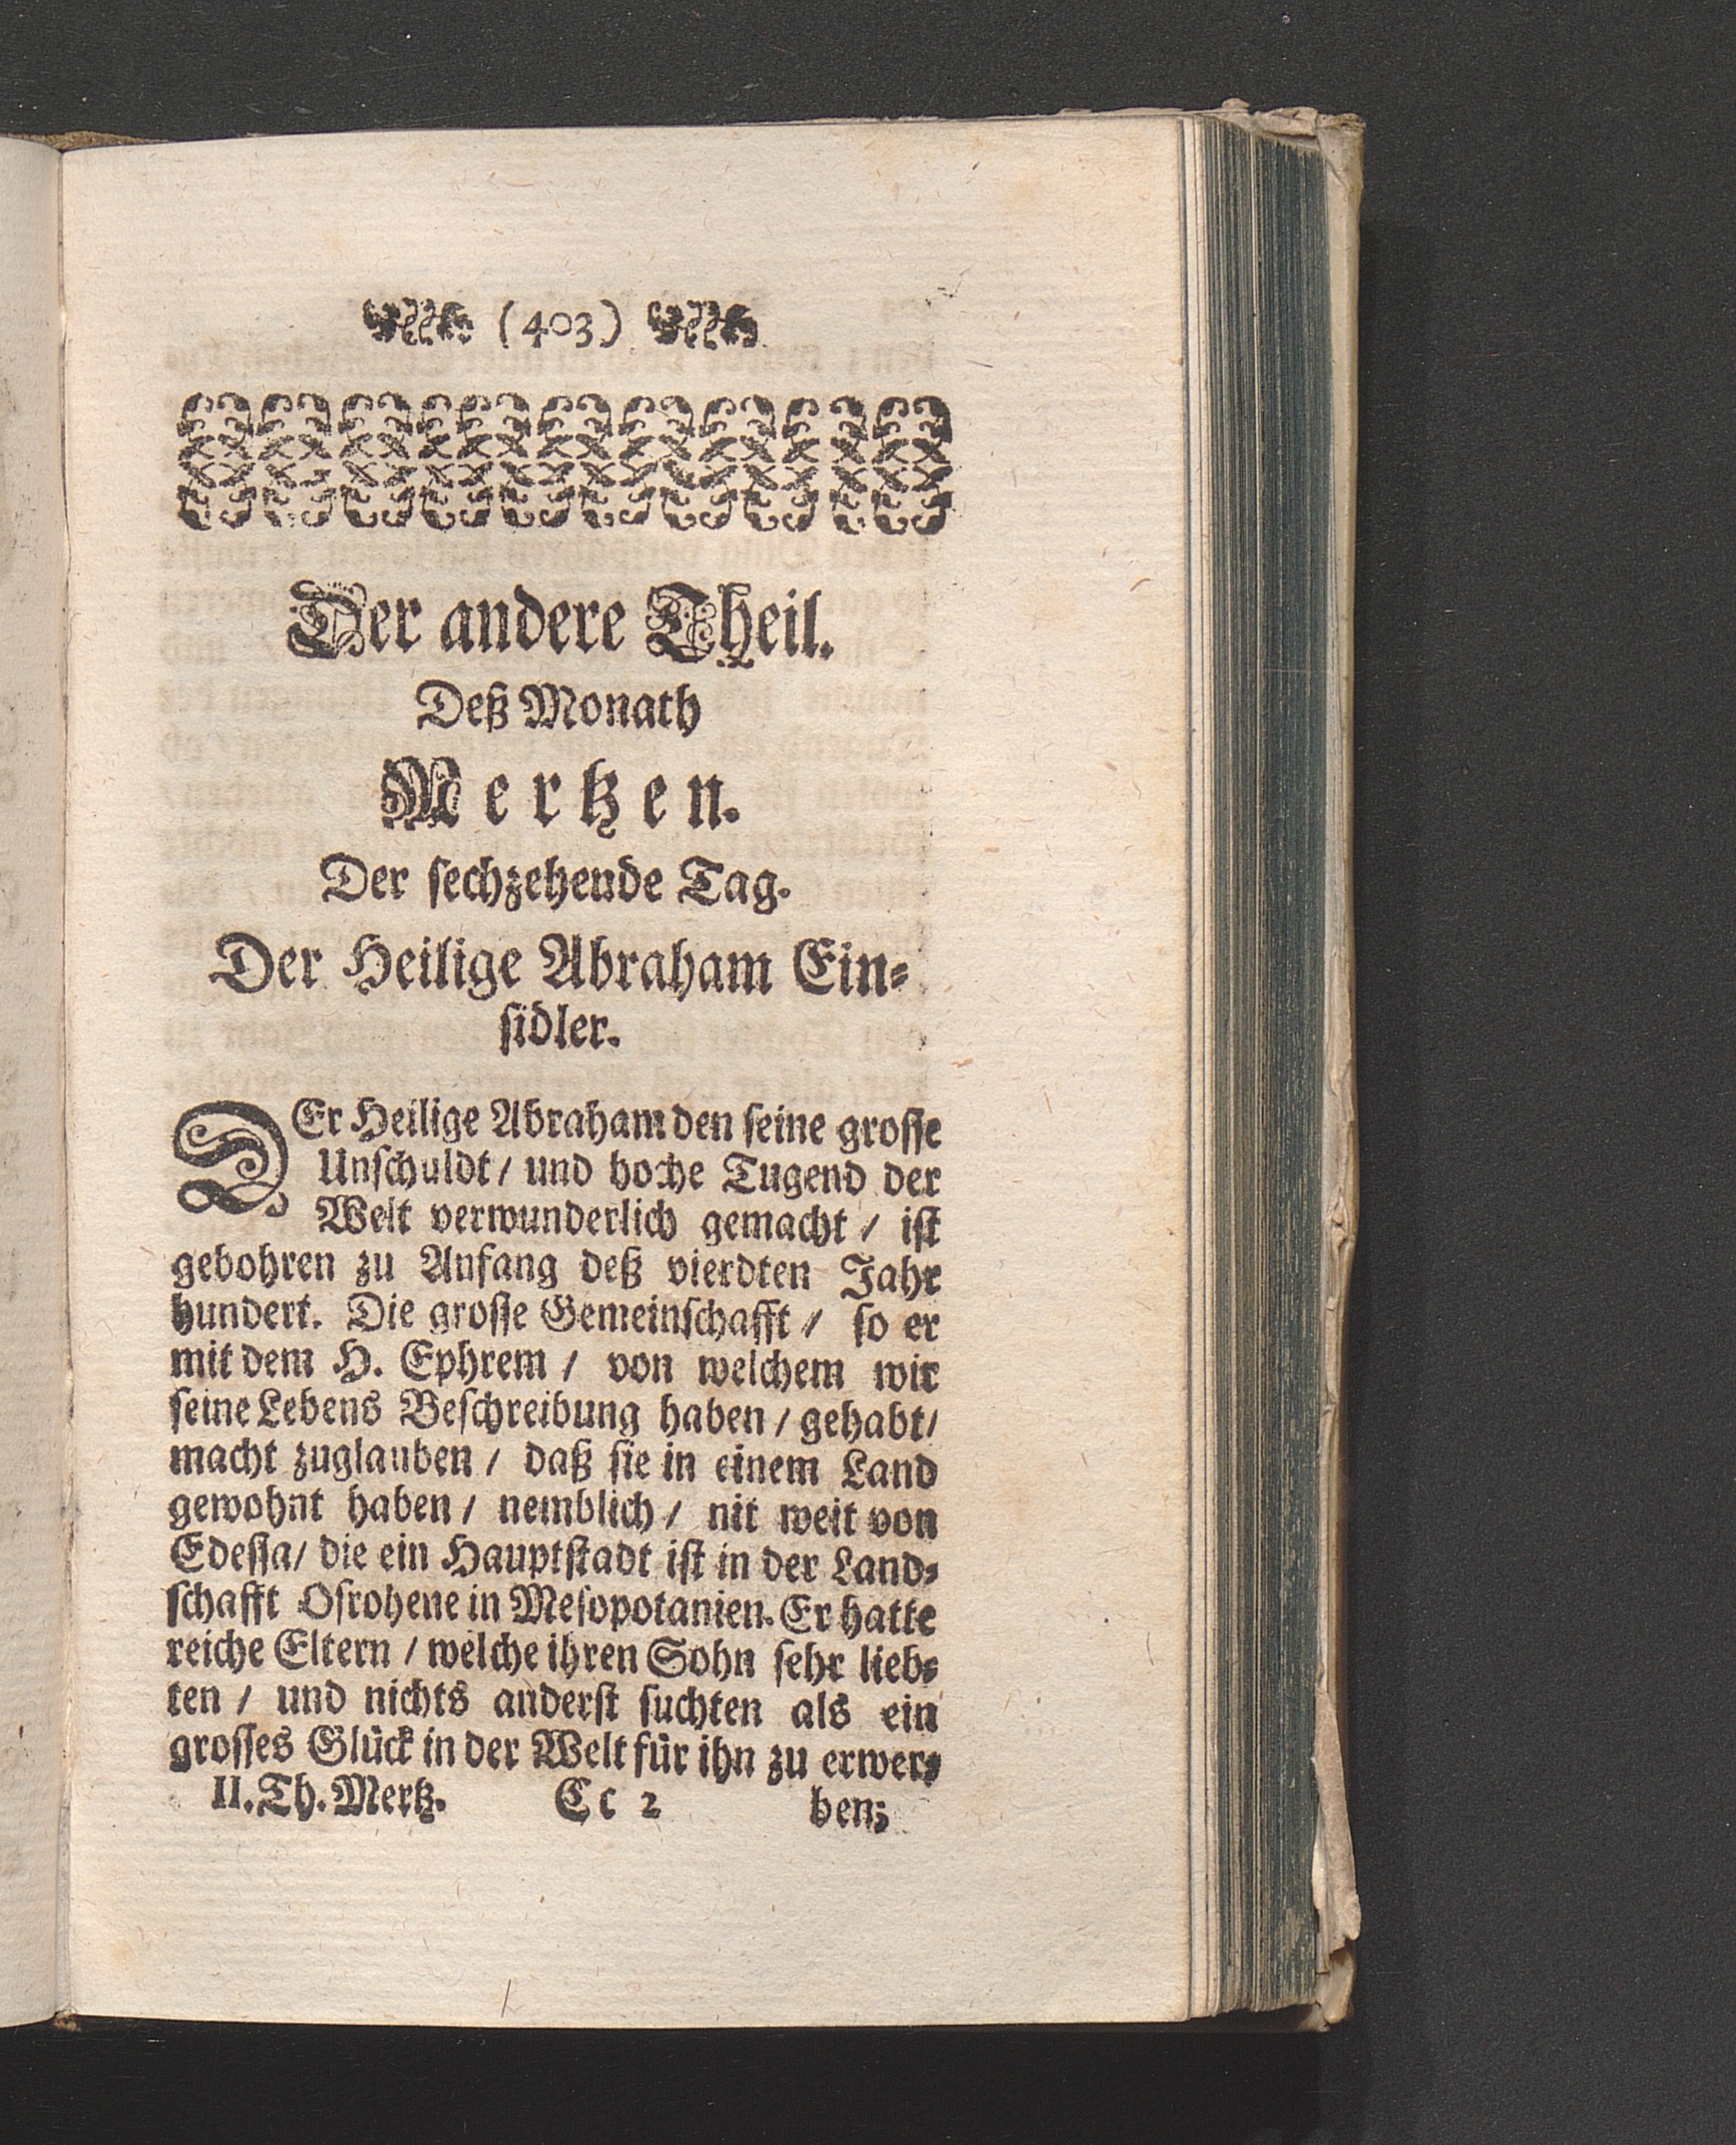 (403)
Der andere Theil.
Deß Monath
Mertzen.
Der sechzehende Tag.
Der Heilige Abraham Ein-
sidler.
DEr Heilige Abraham den seine grosse
Unschuldt / und hoche Tugend der
Welt verwunderlich gemacht / ist
gebohren zu Anfang deß vierdten Jahr
hundert. Die grosse Gemeinschafft / so er
mit dem H. Ephrem / von welchem wir
seine Lebens Beschreibung haben / gehabt /
macht zuglauben / daß sie in einem Land
gewohnt haben / nemblich / nit weit von
Edessa / die ein Hauptstadt ist in der Land-
schafft Osrohene in Mesopotanien. Er hatte
reiche Eltern / welche ihren Sohn sehr lieb-
ten / und nichts anderst suchten als ein
grosses Glück in der Welt für ihn zu erwer-
II. Th. Mertz. Cc 2 ben;